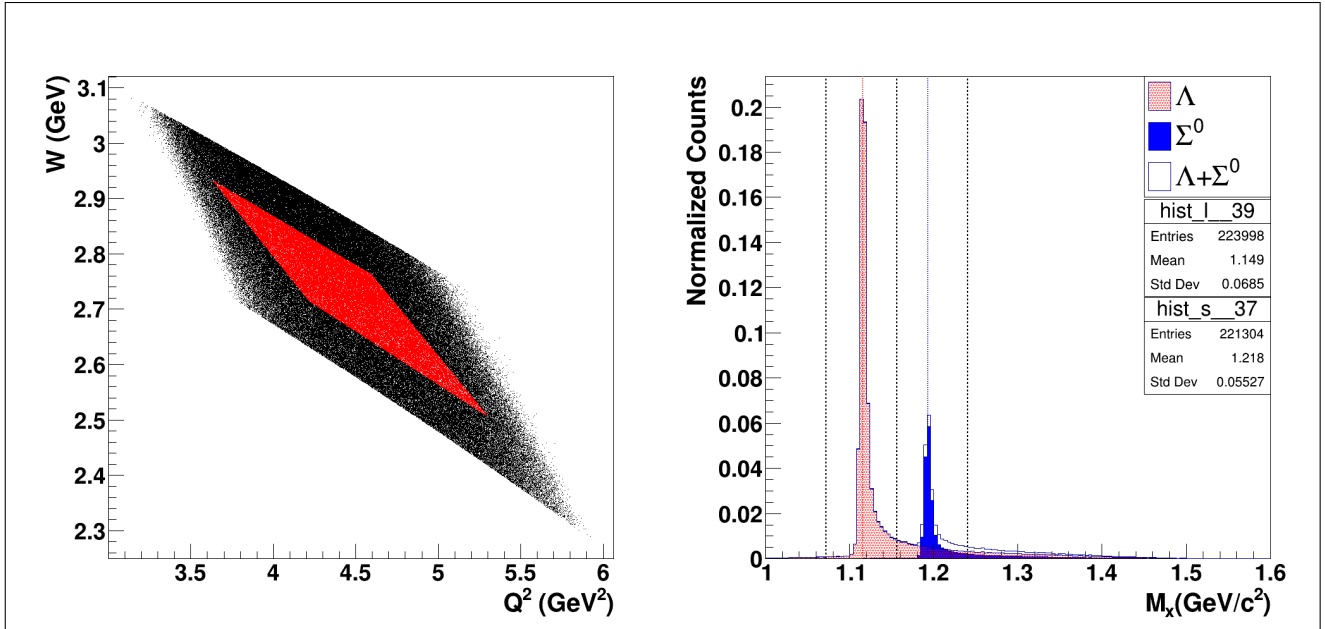 W (GeV)
3.1
3
2.9
2.8
2.7
2.6
2.5
2.4
2.3
3.5 4 4.5 5 5.5 6
Q² (GeV²)
Normalized Counts
0.2
0.18
0.16
0.14
0.12
0.1
0.08
0.06
0.04
0.02
0
1 1.1 1.2 1.3 1.4 1.5 1.6
Mₓ(GeV/c²)
Λ
Σ⁰
Λ+Σ⁰
hist_l__39
Entries 223998
Mean 1.149
Std Dev 0.0685
hist_s__37
Entries 221304
Mean 1.218
Std Dev 0.05527